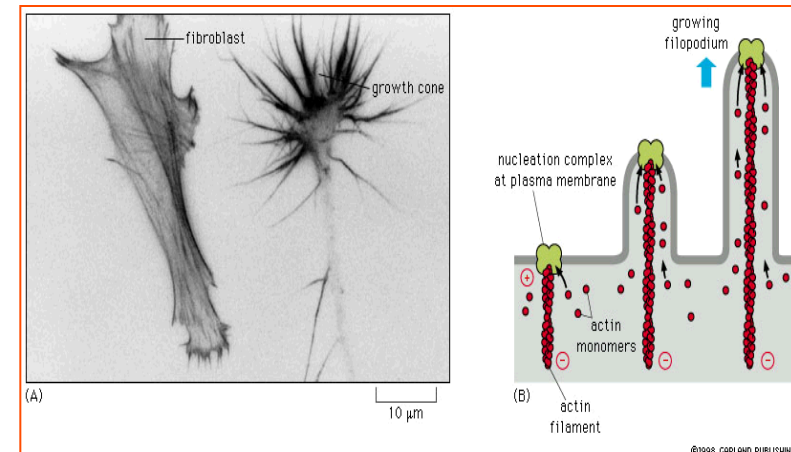 fibroblast
growth cone
(A)
10 μm
growing
filopodium
nucleation complex
at plasma membrane
+
actin
monomers
−
−
−
(B)
actin
filament
©1998 GARLAND PUBLISHIN